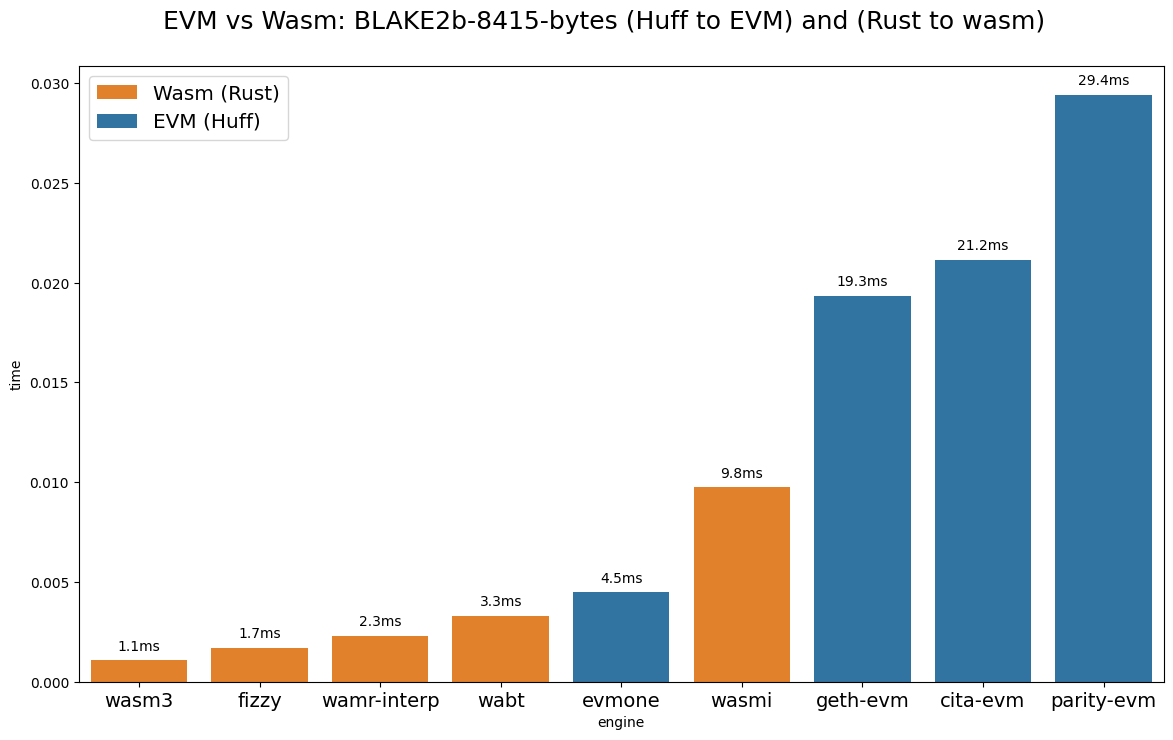 EVM vs Wasm: BLAKE2b-8415-bytes (Huff to EVM) and (Rust to wasm)
Wasm (Rust)
EVM (Huff)
time
0.030
0.025
0.020
0.015
0.010
0.005
0.000
1.1ms
1.7ms
2.3ms
3.3ms
4.5ms
9.8ms
19.3ms
21.2ms
29.4ms
wasm3 fizzy wamr-interp wabt evmone wasmi geth-evm cita-evm parity-evm
engine